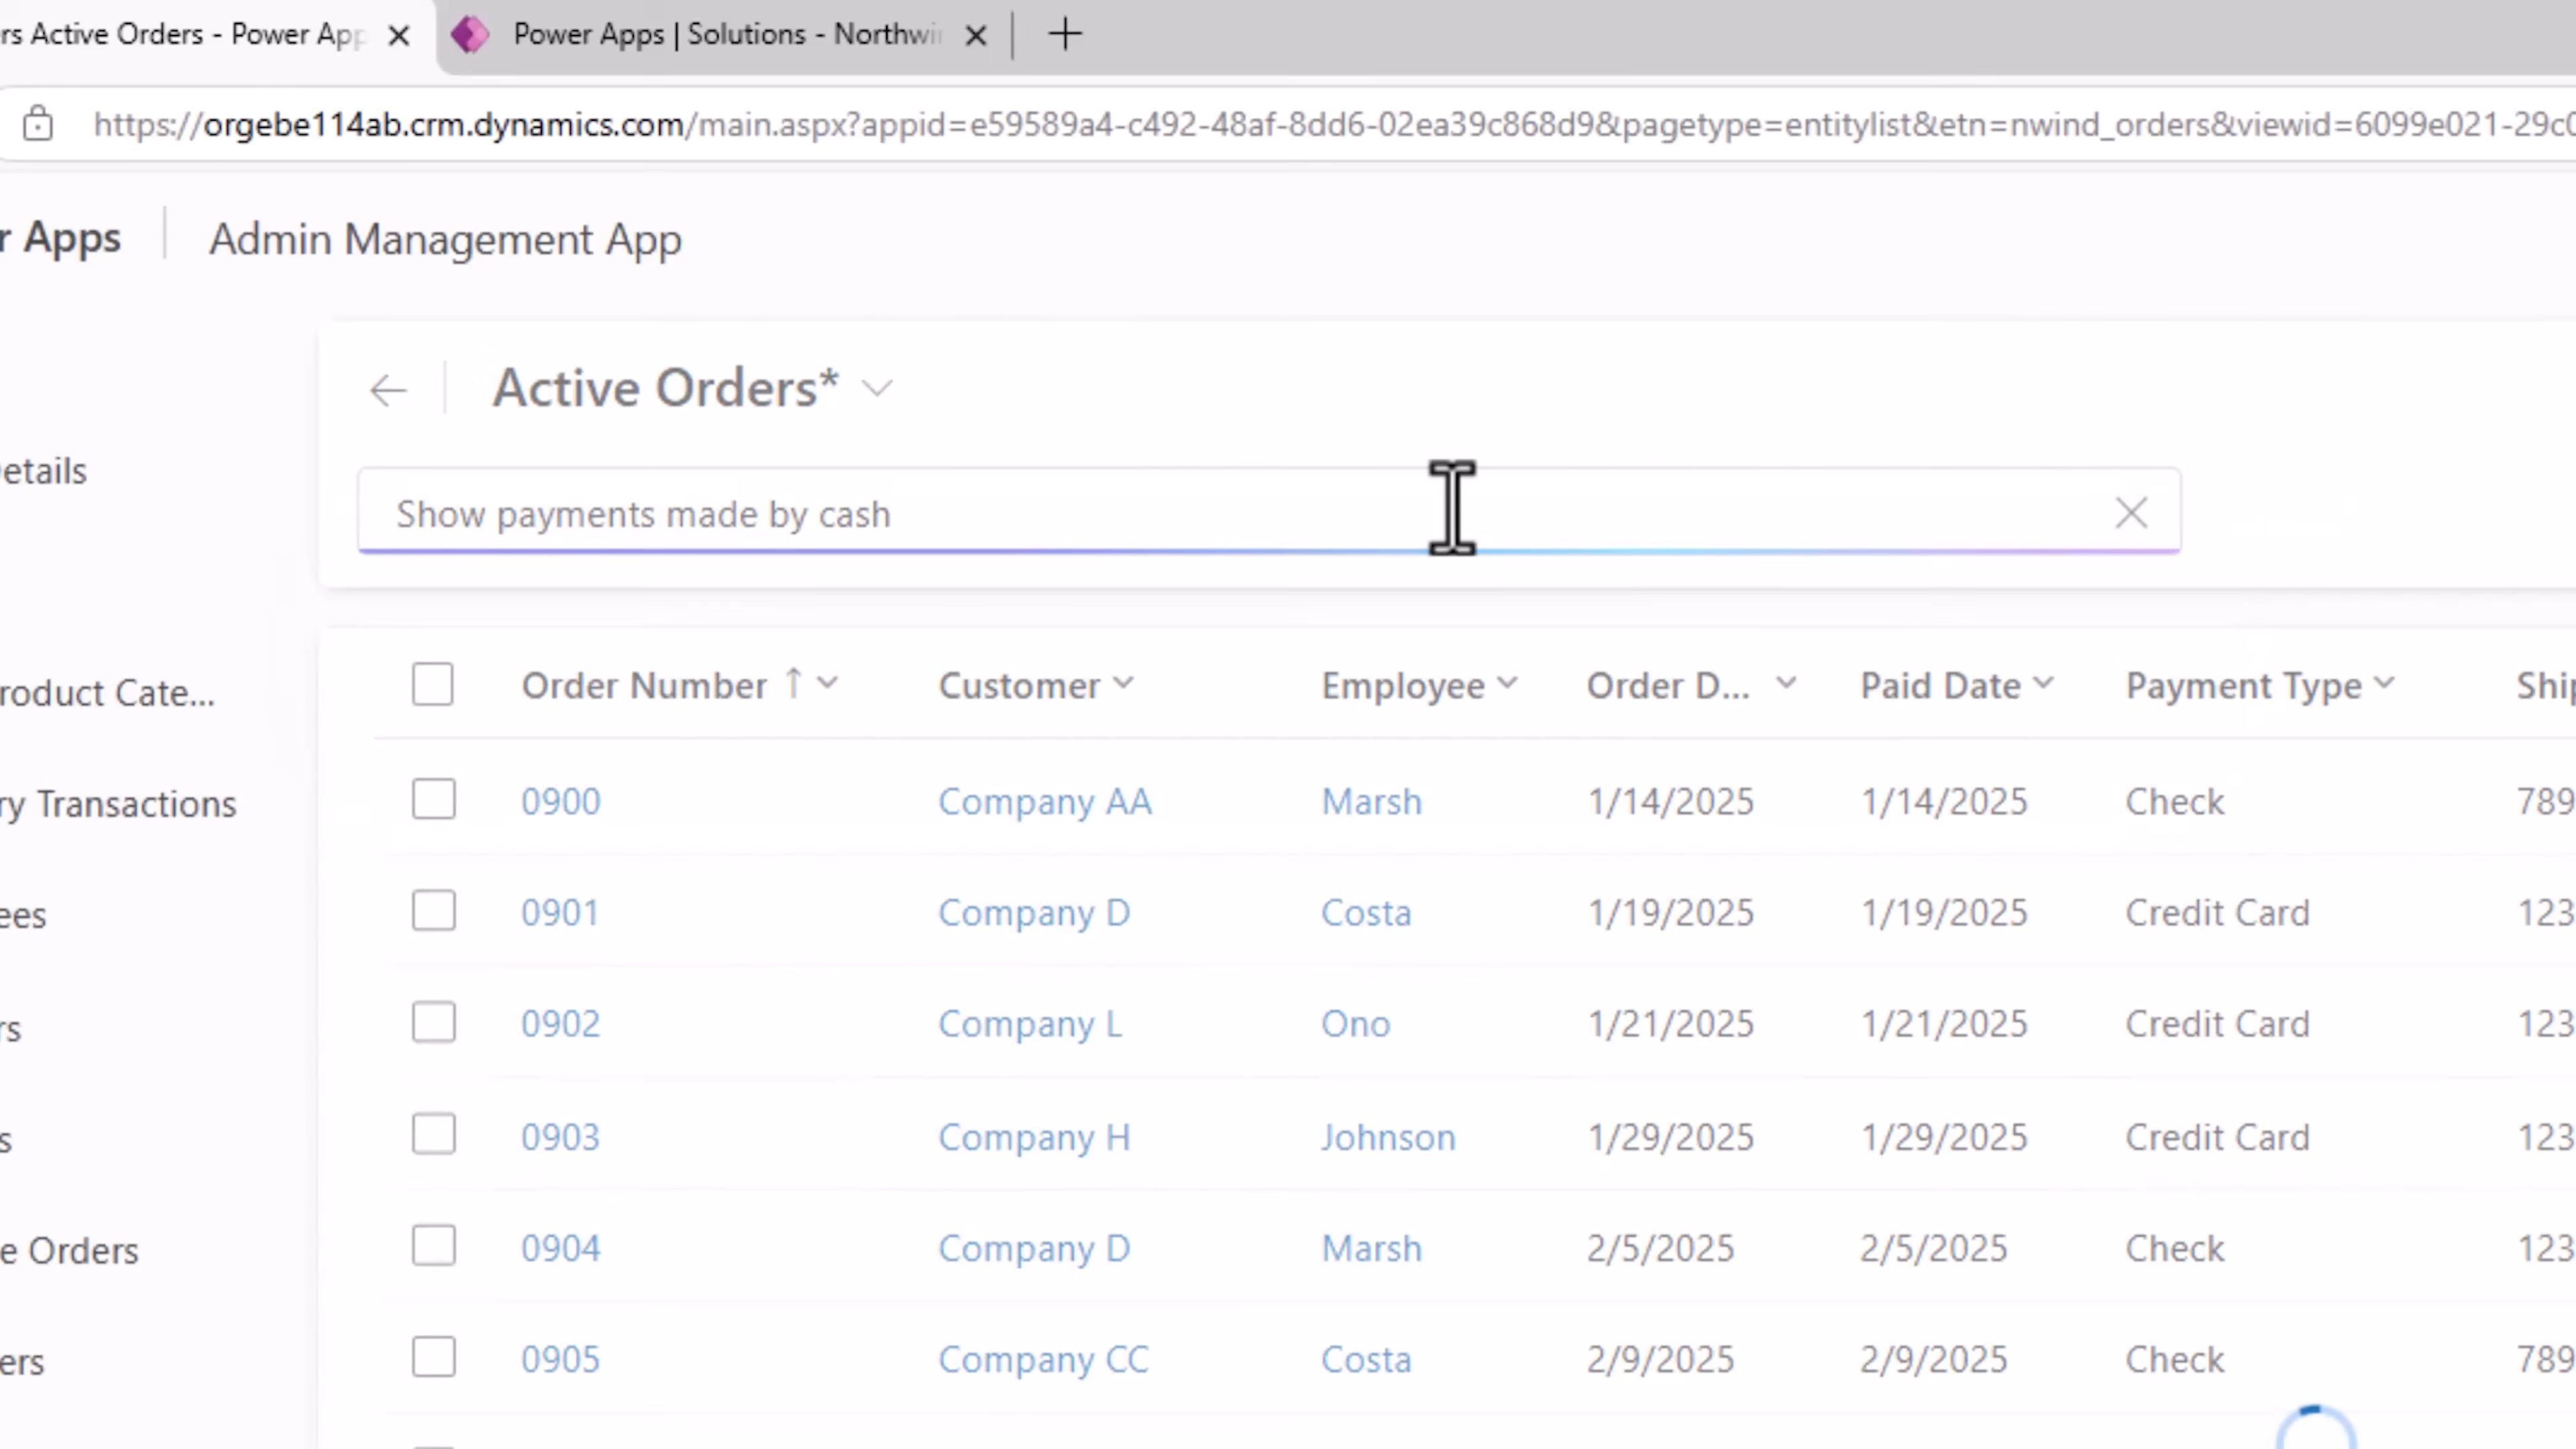 rs Active Orders - Power App
Power Apps | Solutions - Northwi
https://orgebe114ab.crm.dynamics.com/main.aspx?appid=e59589a4-c492-48af-8dd6-02ea39c868d9&pagetype=entitylist&etn=nwind_orders&viewid=6099e021-29c0
r Apps Admin Management App
Active Orders*
Show payments made by cash
etails
roduct Cate...
ry Transactions
ees
rs
s
e Orders
ers
Order Number Customer Employee Order D... Paid Date Payment Type Ship
0900 Company AA Marsh 1/14/2025 1/14/2025 Check 789
0901 Company D Costa 1/19/2025 1/19/2025 Credit Card 123
0902 Company L Ono 1/21/2025 1/21/2025 Credit Card 123
0903 Company H Johnson 1/29/2025 1/29/2025 Credit Card 123
0904 Company D Marsh 2/5/2025 2/5/2025 Check 123
0905 Company CC Costa 2/9/2025 2/9/2025 Check 789